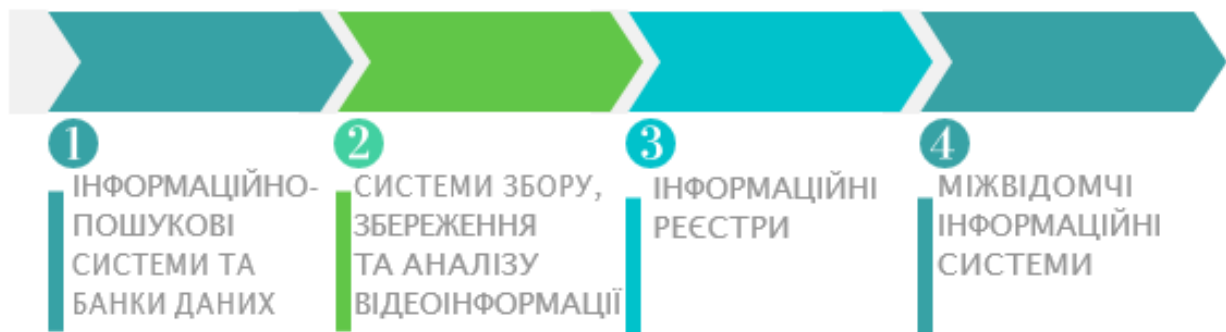 1
ІНФОРМАЦІЙНО-
ПОШУКОВІ
СИСТЕМИ ТА
БАНКИ ДАНИХ
2
СИСТЕМИ ЗБОРУ,
ЗБЕРЕЖЕННЯ
ТА АНАЛІЗУ
ВІДЕОІНФОРМАЦІЇ
3
ІНФОРМАЦІЙНІ
РЕЄСТРИ
4
МІЖВІДОМЧІ
ІНФОРМАЦІЙНІ
СИСТЕМИ